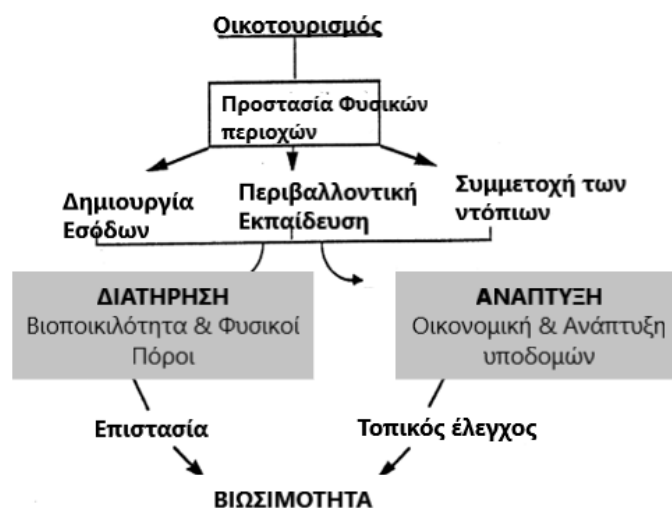 Οικοτουρισμός
Προστασία Φυσικών
περιοχών
Δημιουργία
Εσόδων
Περιβαλλοντική
Εκπαίδευση
Συμμετοχή των
ντόπιων
ΔΙΑΤΗΡΗΣΗ
Βιοποικιλότητα & Φυσικοί
Πόροι
ΑΝΑΠΤΥΞΗ
Οικονομική & Ανάπτυξη
υποδομών
Επιστασία
Τοπικός έλεγχος
ΒΙΩΣΙΜΟΤΗΤΑ